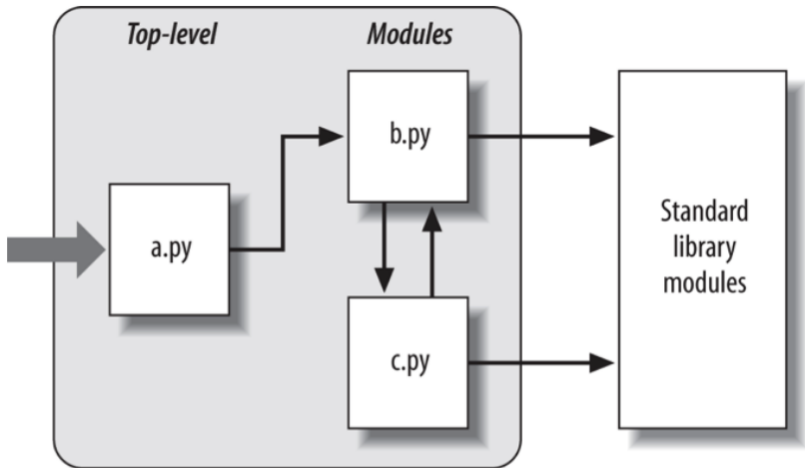 Top-level
Modules
b.py
a.py
Standard
library
modules
c.py